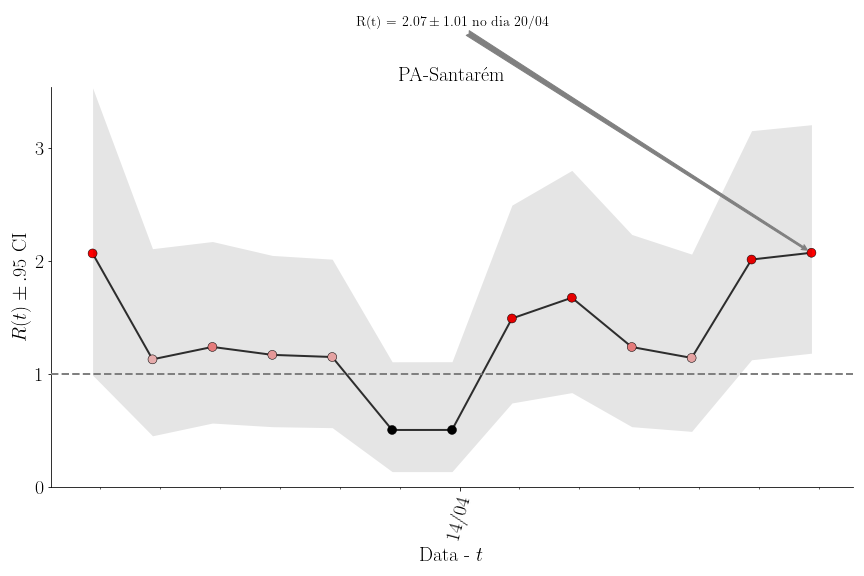 R(t) = 2.07 ± 1.01 no dia 20/04
PA-Santarém
3
2
1
0
R(t) ± .95 CI
14/04
Data - t